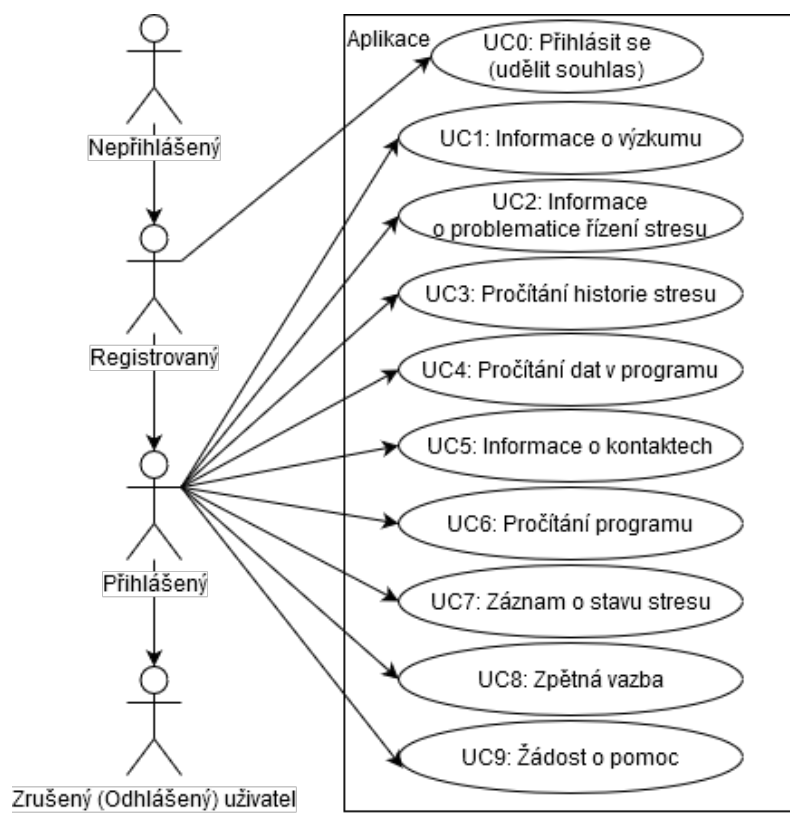 Aplikace
UC0: Přihlásit se
(udělit souhlas)
Nepřihlášený
UC1: Informace o výzkumu
UC2: Informace
o problematice řízení stresu
UC3: Pročítání historie stresu
Registrovaný
UC4: Pročítání dat v programu
UC5: Informace o kontaktech
UC6: Pročítání programu
Přihlášený
UC7: Záznam o stavu stresu
UC8: Zpětná vazba
UC9: Žádost o pomoc
Zrušený (Odhlášený) uživatel